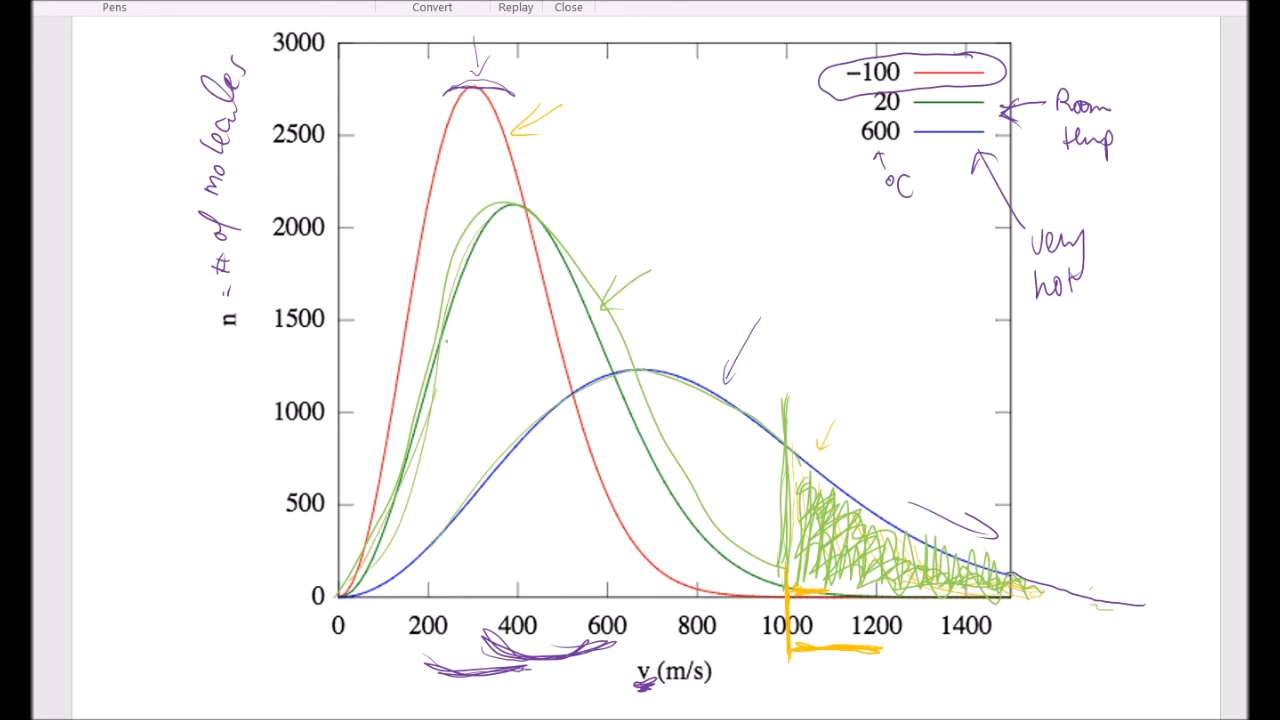 Pens Convert Replay Close
3000
2500
2000
1500
1000
500
0
0 200 400 600 800 1000 1200 1400
v (m/s)
n = # of molecules
−100
20
600
°C
Room
temp
very
hot